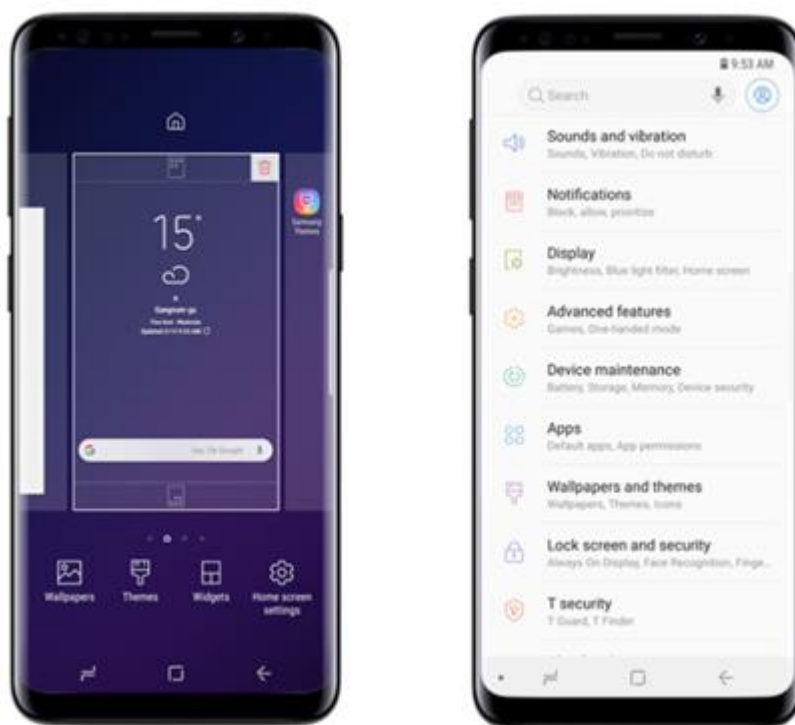 15°
Samsung
Themes
Wallpapers
Themes
Widgets
Home screen
settings
9:53 AM
Search
Sounds and vibration
Sounds, Vibration, Do not disturb
Notifications
Block, allow, prioritize
Display
Brightness, Blue light filter, Home screen
Advanced features
Games, One-handed mode
Device maintenance
Battery, Storage, Memory, Device security
Apps
Default apps, App permissions
Wallpapers and themes
Wallpapers, Themes, Icons
Lock screen and security
Always On Display, Face Recognition, Finge...
T security
T Guard, T Finder